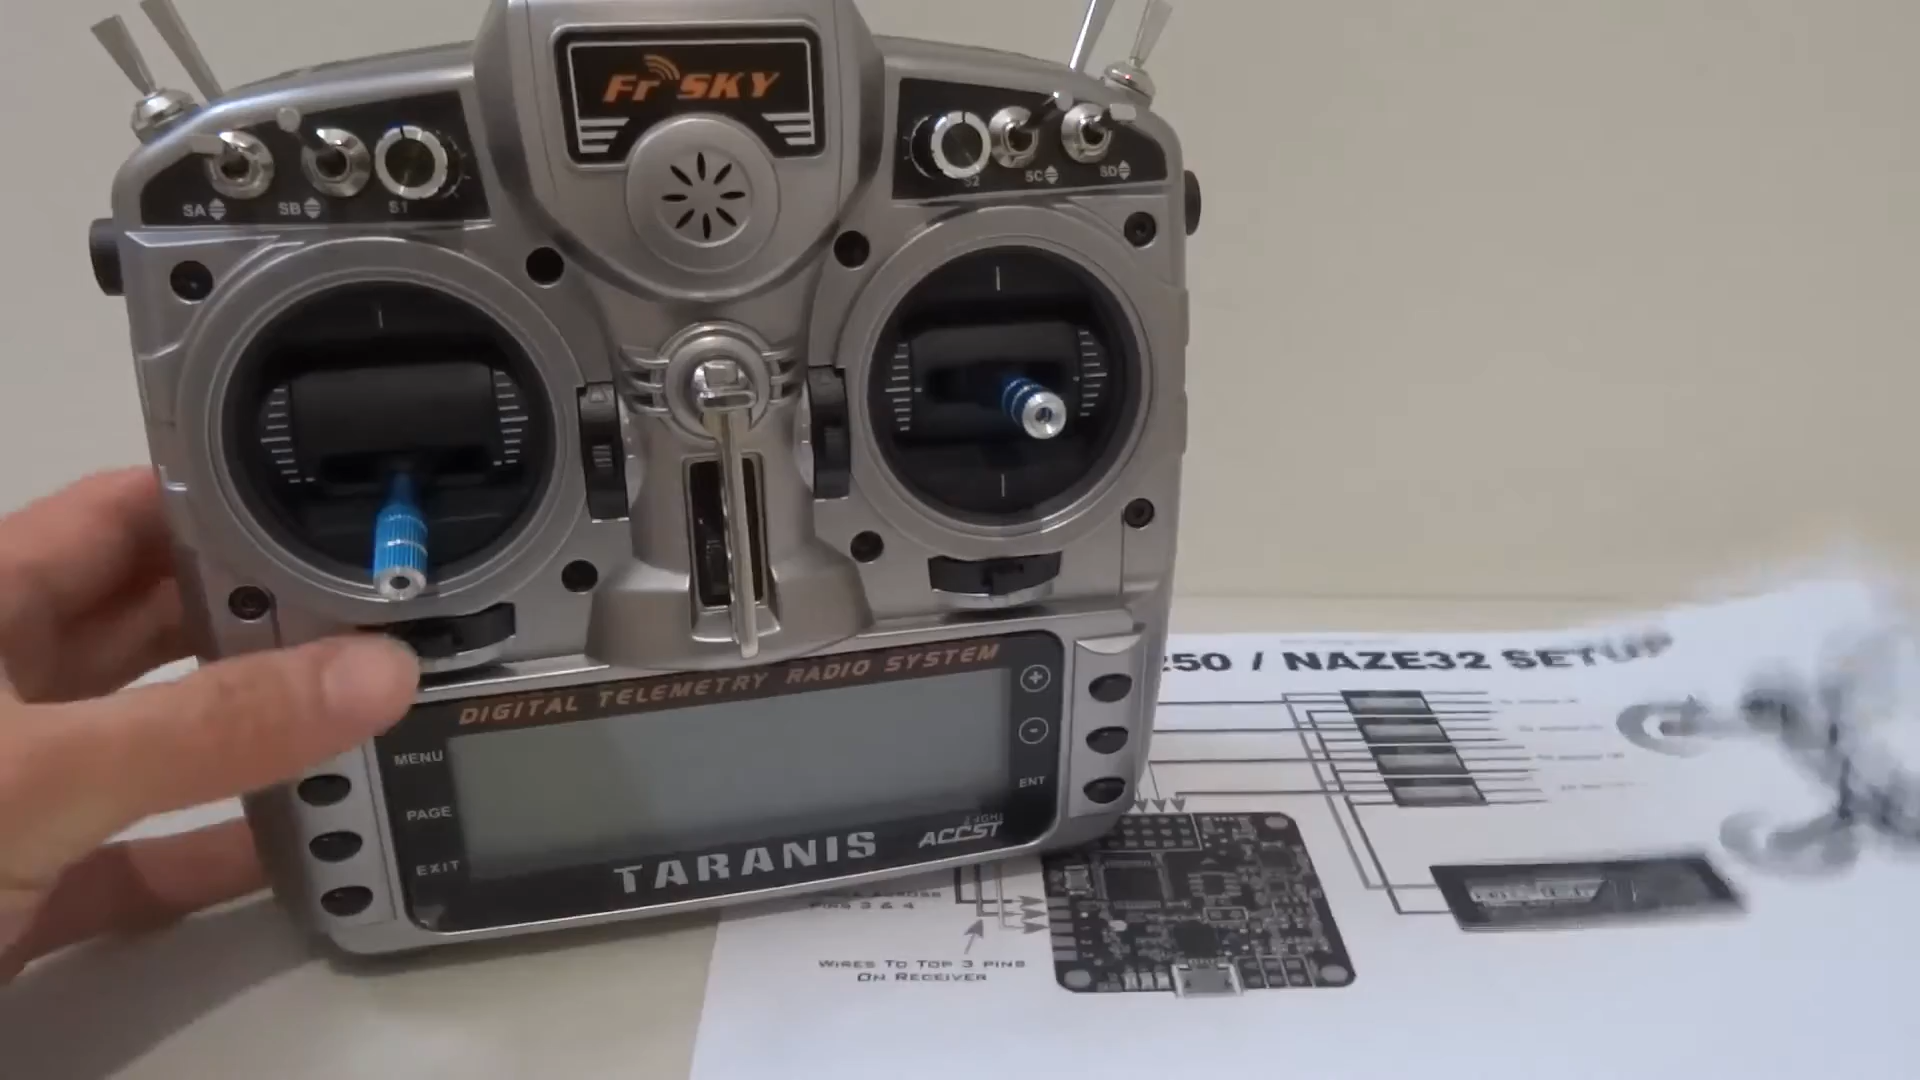 FrSKY
SA
SB
S1
S2
SC
SD
DIGITAL TELEMETRY RADIO SYSTEM
MENU
PAGE
EXIT
+
-
ENT
TARANIS
ACCST
250 / NAZE32 SETUP
PINS 3 & 4
WIRES TO TOP 3 PINS
ON RECEIVER